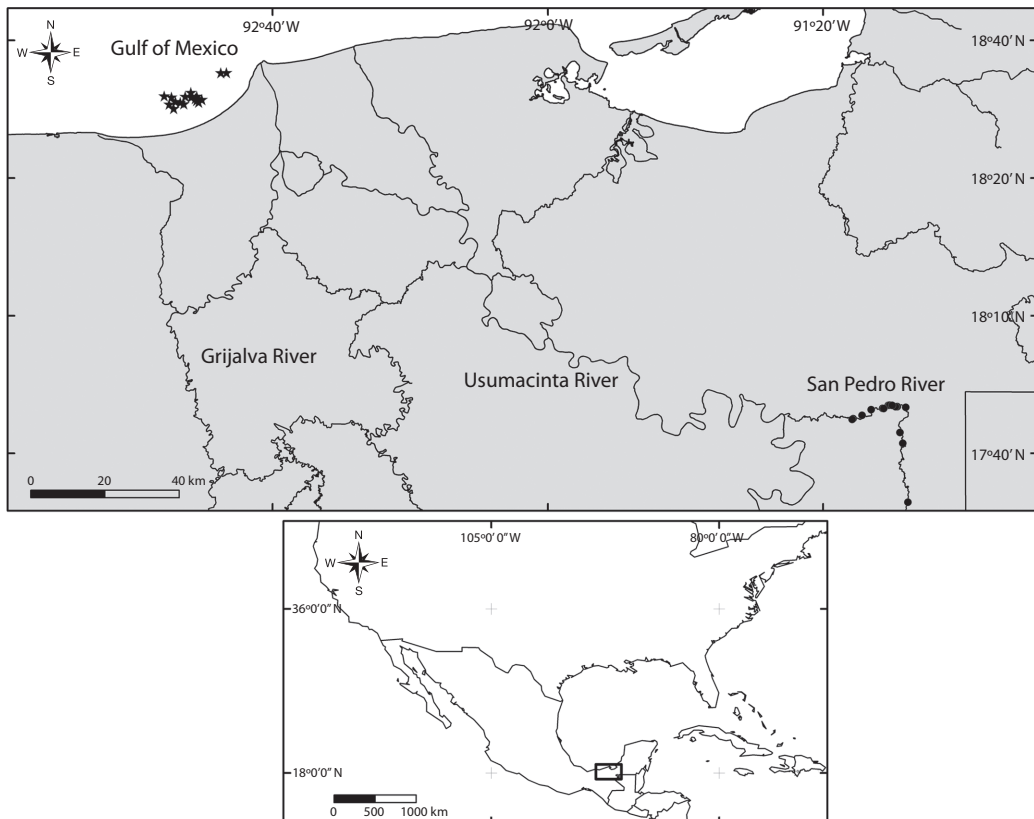 92°40′W 92°0′W 91°20′W
18°40′N
N
W E
S
Gulf of Mexico
18°20′N
18°10′N
Grijalva River
Usumacinta River
San Pedro River
17°40′N
40 km
0 20 40
N
W E
S
105°0′0″W 80°0′0″W
36°0′0″N
18°0′0″N
0 500 1000 km